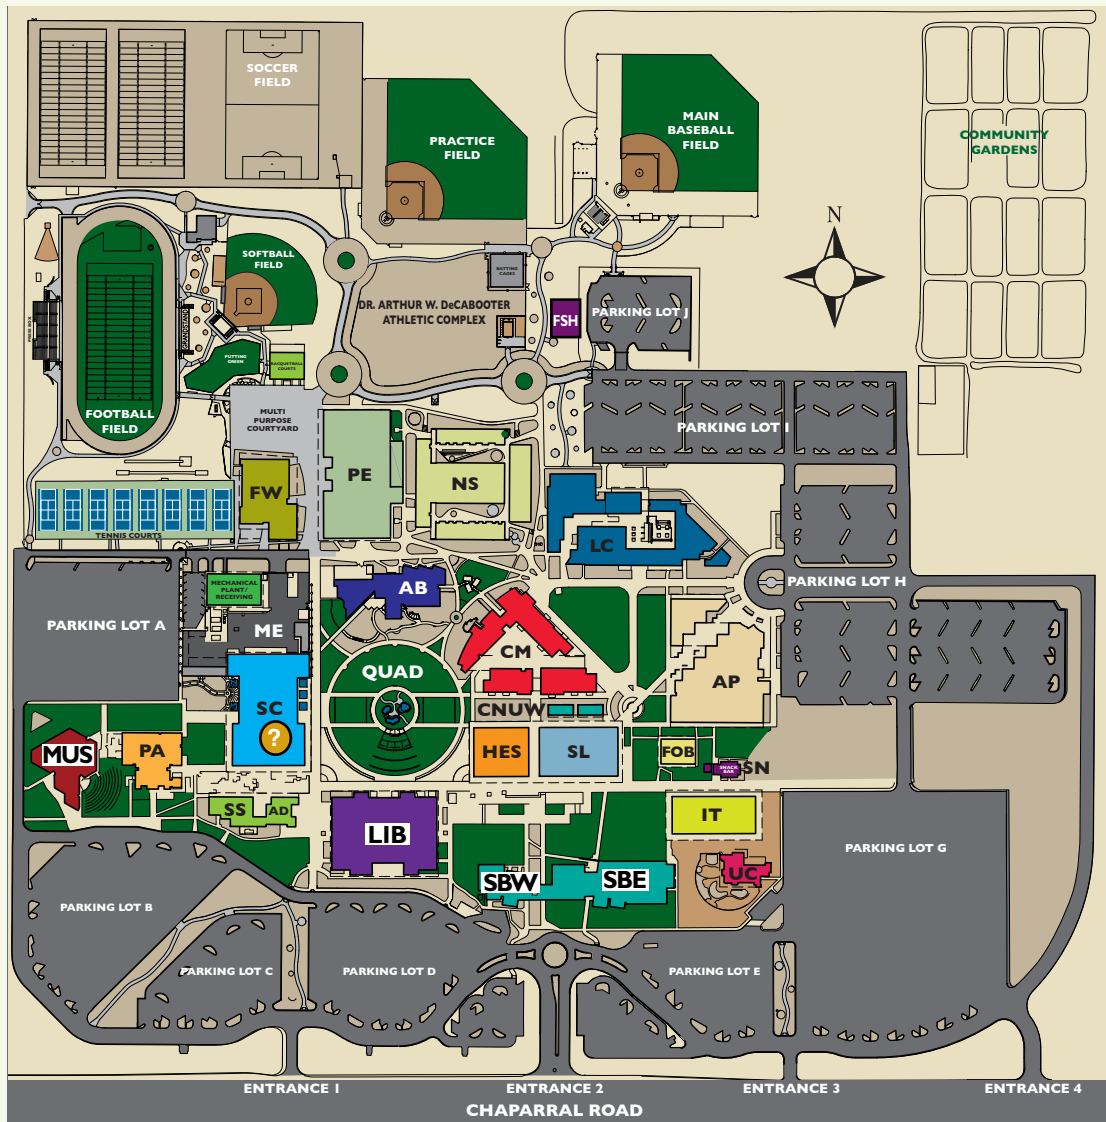 SOCCER
FIELD
PRACTICE
FIELD
MAIN
BASEBALL
FIELD
COMMUNITY
GARDENS
N
SOFTBALL
FIELD
BATTING
CAGES
DR. ARTHUR W. DeCABOOTER
ATHLETIC COMPLEX
FSH
PARKING LOT J
PRESS BOX
GRANDSTAND
PUTTING
GREEN
RACQUETBALL
COURTS
FOOTBALL
FIELD
MULTI
PURPOSE
COURTYARD
PARKING LOT I
PE
NS
FW
TENNIS COURTS
LC
MECHANICAL
PLANT/
RECEIVING
AB
PARKING LOT H
PARKING LOT A
ME
CM
QUAD
AP
SC
CNUW
?
MUS
PA
HES
SL
FOB
SNACK
BAR
SN
SS
AD
LIB
IT
PARKING LOT G
UC
SBW
SBE
PARKING LOT B
PARKING LOT C
PARKING LOT D
PARKING LOT E
ENTRANCE 1
ENTRANCE 2
ENTRANCE 3
ENTRANCE 4
CHAPARRAL ROAD